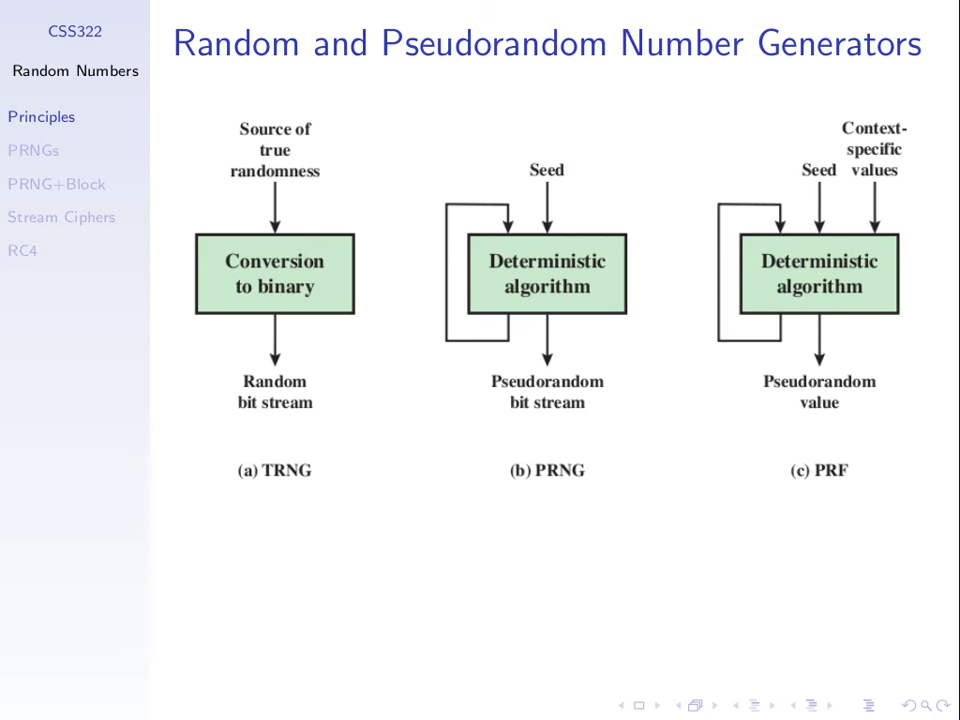 CSS322
Random Numbers
Principles
PRNGs
PRNG+Block
Stream Ciphers
RC4
Random and Pseudorandom Number Generators
Source of
true
randomness
Conversion
to binary
Random
bit stream
(a) TRNG
Seed
Deterministic
algorithm
Pseudorandom
bit stream
(b) PRNG
Seed
Context-
specific
values
Deterministic
algorithm
Pseudorandom
value
(c) PRF